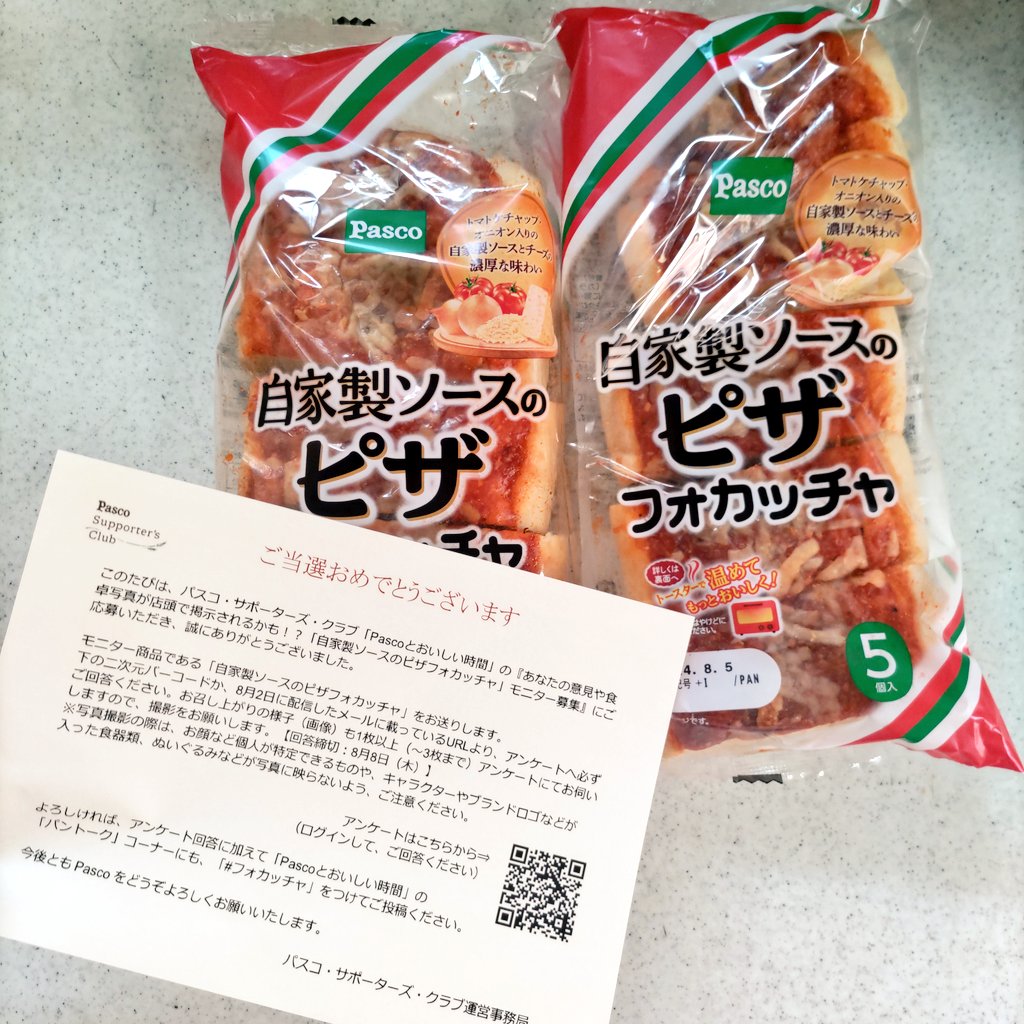 Pasco
トマトケチャップ・
オニオン入りの
自家製ソースとチーズの
濃厚な味わい
自家製ソースの
ピザ
Pasco
トマトケチャップ・
オニオン入りの
自家製ソースとチーズの
濃厚な味わい
自家製ソースの
ピザ
フォカッチャ
詳しくは
裏面へ
トースターで温めて
もっとおいしく!
4.8.5
+I /PAN
5
個入
Pasco
Supporter's
Club
ご当選おめでとうございます
このたびは、パスコ・サポーターズ・クラブ「Pascoとおいしい時間」の『あなたの意見や食
卓写真が店頭で掲示されるかも!?「自家製ソースのピザフォカッチャ」モニター募集』にご
応募いただき、誠にありがとうございました。
モニター商品である「自家製ソースのピザフォカッチャ」をお送りします。
下の二次元バーコードか、8月2日に配信したメールに載っているURLより、アンケートへ必ず
ご回答ください。お召し上がりの様子(画像)も1枚以上(~3枚まで)アンケートにてお伺い
しますので、撮影をお願いします。【回答締切:8月8日(木)】
※写真撮影の際は、お顔など個人が特定できるものや、キャラクターやブランドロゴなどが
入った食器類、ぬいぐるみなどが写真に映らないよう、ご注意ください。
アンケートはこちらから⇒
(ログインして、ご回答ください)
よろしければ、アンケート回答に加えて「Pascoとおいしい時間」の
「パントーク」コーナーにも、「#フォカッチャ」をつけてご投稿ください。
今後ともPascoをどうぞよろしくお願いいたします。
パスコ・サポーターズ・クラブ運営事務局